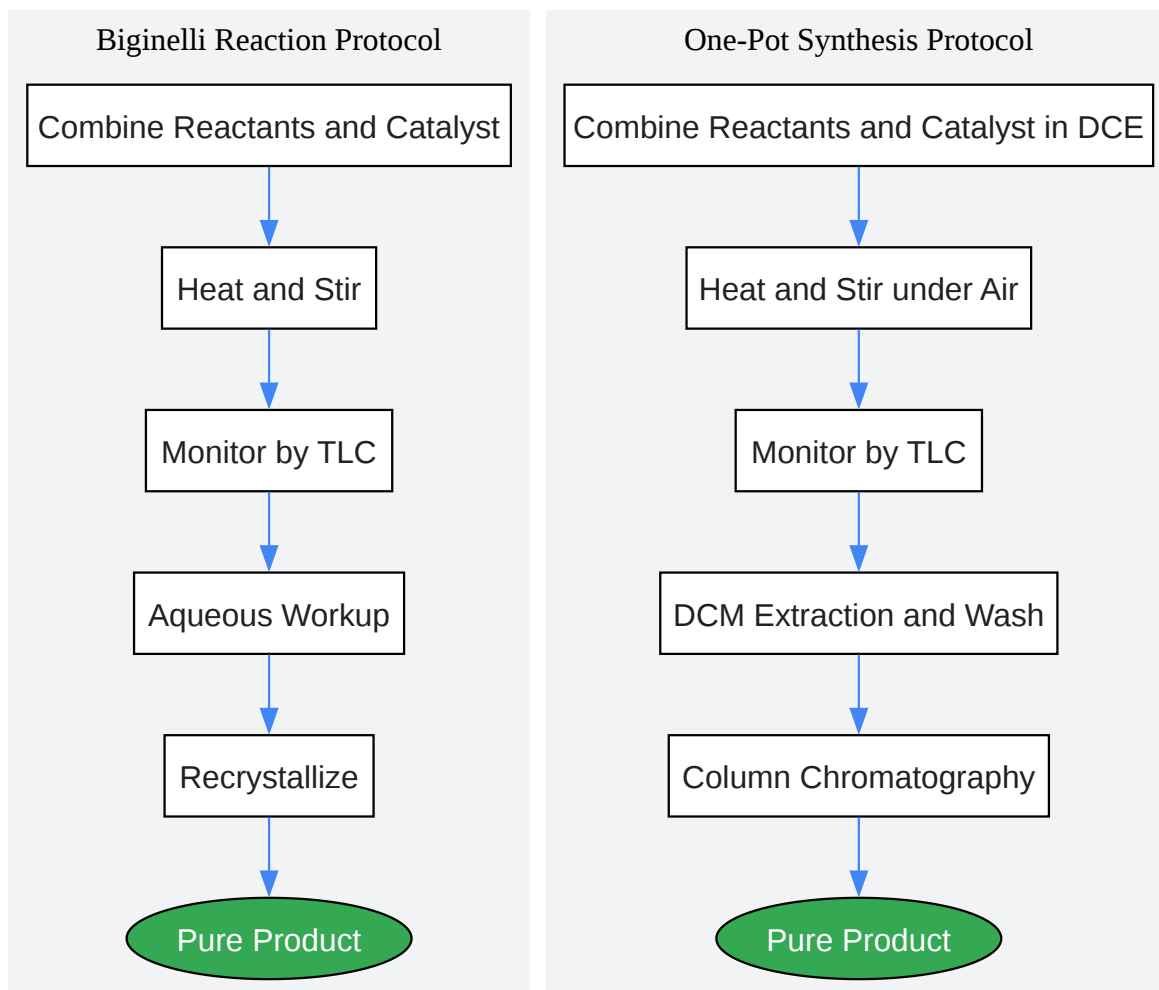 Biginelli Reaction Protocol
Combine Reactants and Catalyst
Heat and Stir
Monitor by TLC
Aqueous Workup
Recrystallize
Pure Product
One-Pot Synthesis Protocol
Combine Reactants and Catalyst in DCE
Heat and Stir under Air
Monitor by TLC
DCM Extraction and Wash
Column Chromatography
Pure Product